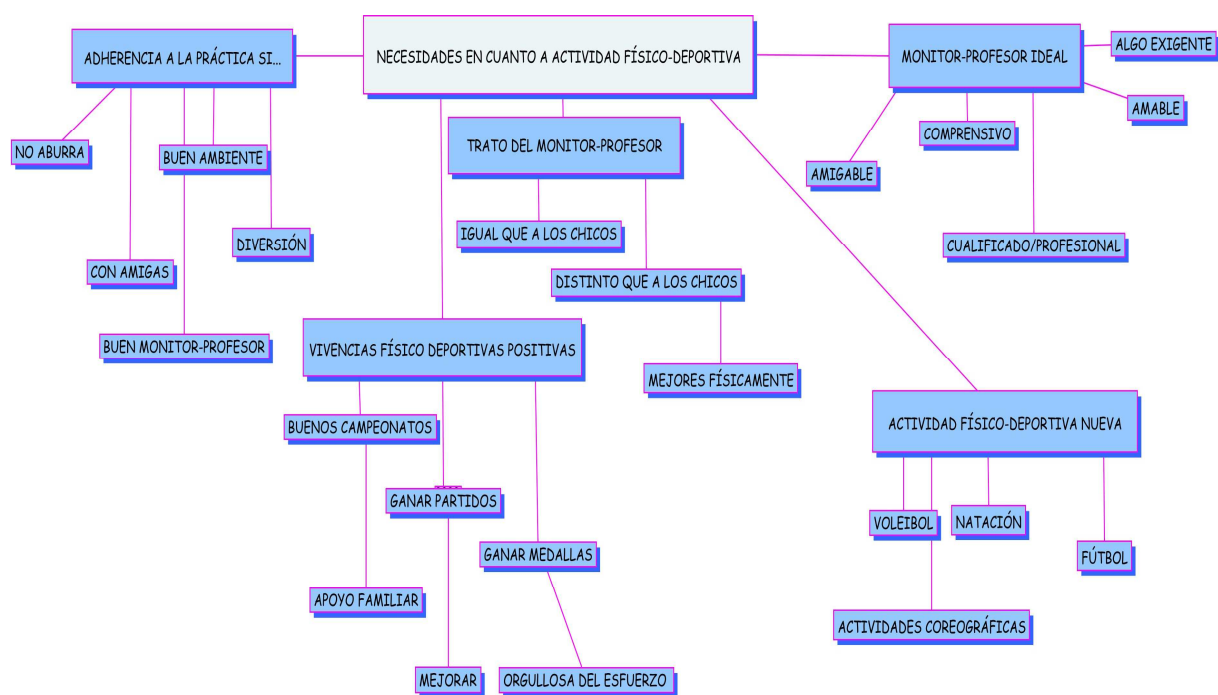 ADHERENCIA A LA PRÁCTICA SI...
NECESIDADES EN CUANTO A ACTIVIDAD FÍSICO-DEPORTIVA
MONITOR-PROFESOR IDEAL
ALGO EXIGENTE
AMABLE
COMPRENSIVO
AMIGABLE
CUALIFICADO/PROFESIONAL
NO ABURRA
BUEN AMBIENTE
DIVERSIÓN
CON AMIGAS
BUEN MONITOR-PROFESOR
TRATO DEL MONITOR-PROFESOR
IGUAL QUE A LOS CHICOS
DISTINTO QUE A LOS CHICOS
MEJORES FÍSICAMENTE
VIVENCIAS FÍSICO DEPORTIVAS POSITIVAS
BUENOS CAMPEONATOS
GANAR PARTIDOS
GANAR MEDALLAS
APOYO FAMILIAR
MEJORAR
ORGULLOSA DEL ESFUERZO
ACTIVIDAD FÍSICO-DEPORTIVA NUEVA
VOLEIBOL
NATACIÓN
FÚTBOL
ACTIVIDADES COREOGRÁFICAS